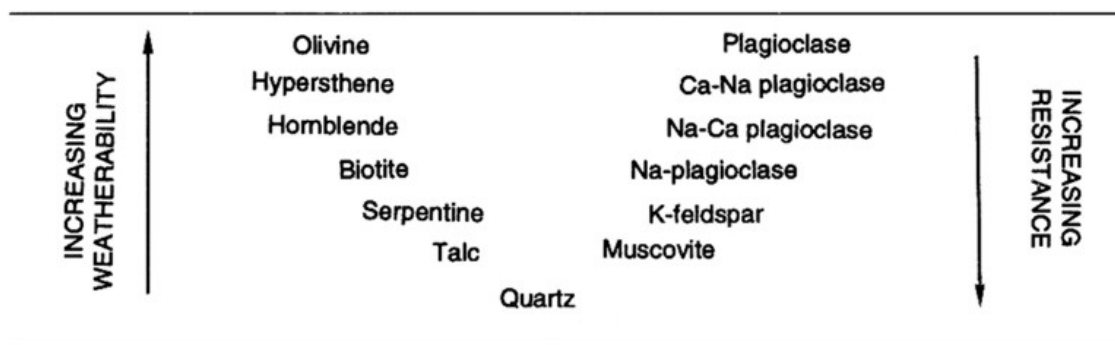 Olivine Plagioclase
Hypersthene Ca-Na plagioclase
Hornblende Na-Ca plagioclase
Biotite Na-plagioclase
Serpentine K-feldspar
Talc Muscovite
Quartz
INCREASING
WEATHERABILITY
INCREASING
RESISTANCE